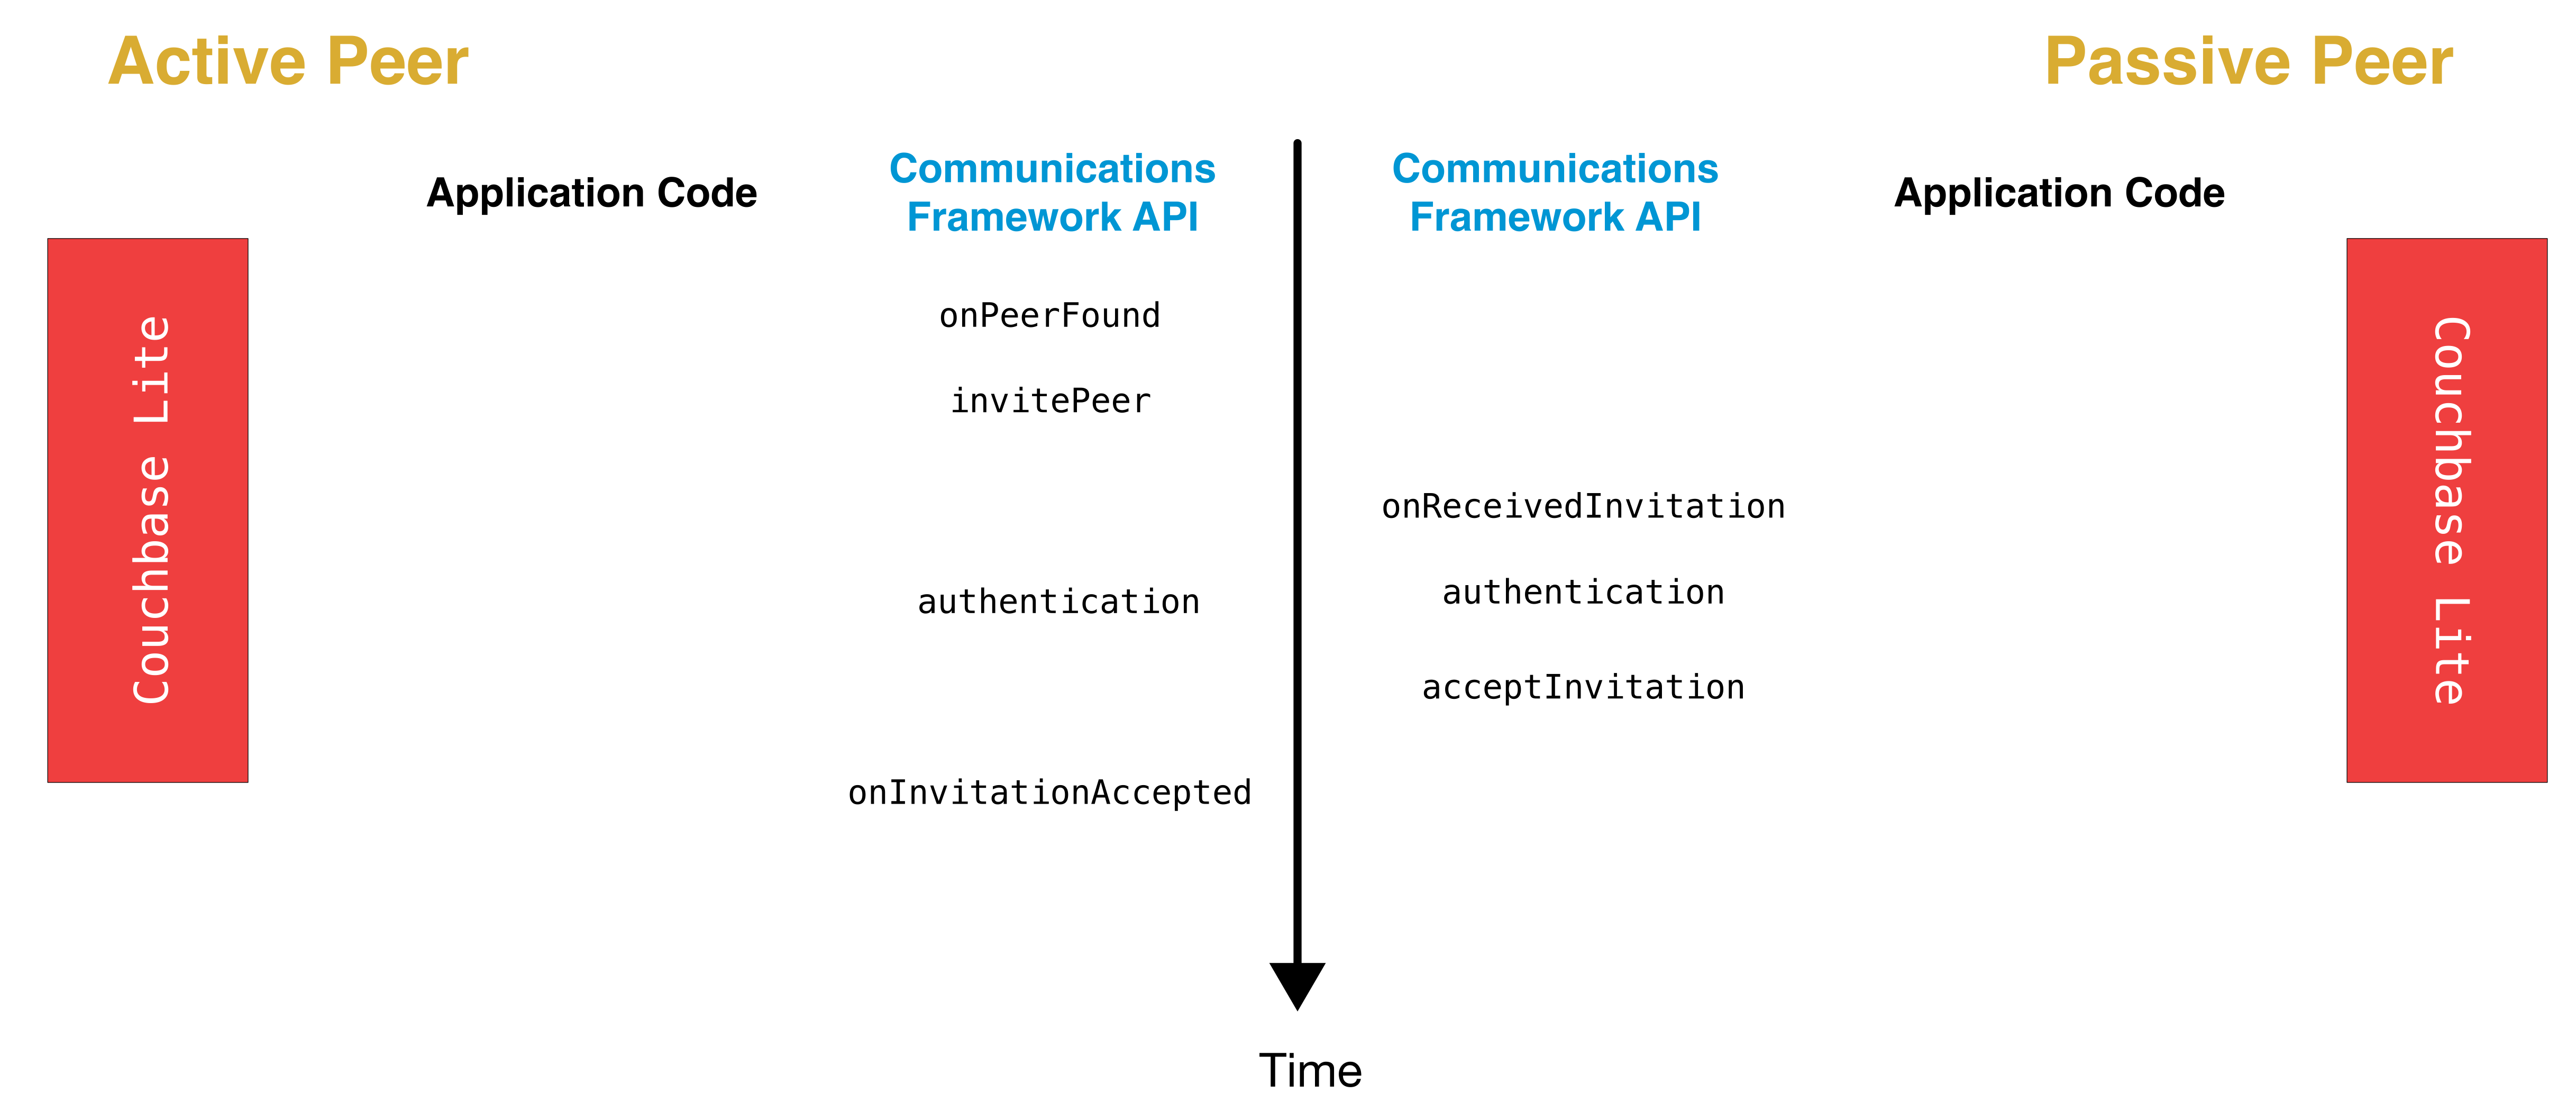 Active Peer
Passive Peer
Application Code
Communications
Framework API
Communications
Framework API
Application Code
Couchbase Lite
onPeerFound
invitePeer
onReceivedInvitation
authentication
authentication
acceptInvitation
onInvitationAccepted
Couchbase Lite
Time